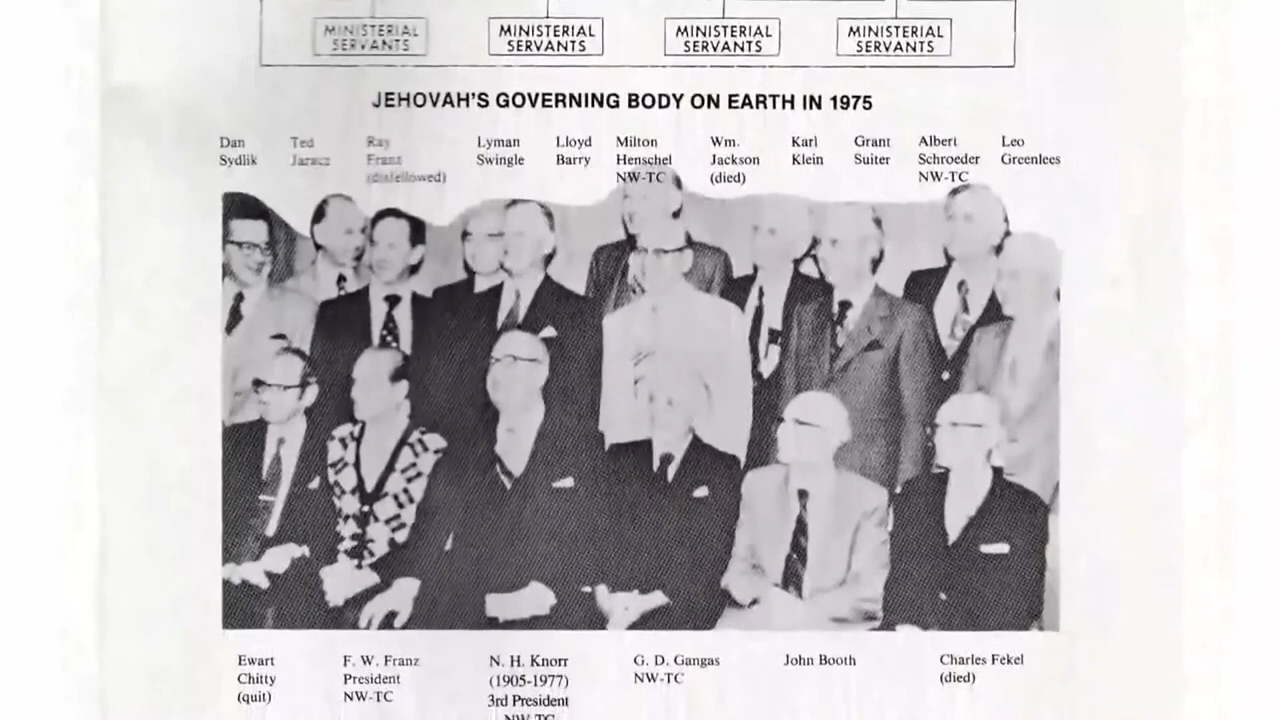 MINISTERIAL
SERVANTS
MINISTERIAL
SERVANTS
MINISTERIAL
SERVANTS
MINISTERIAL
SERVANTS
JEHOVAH'S GOVERNING BODY ON EARTH IN 1975
Dan
Sydlik
Ted
Jaracz
Ray
Franz
(disfellowed)
Lyman
Swingle
Lloyd
Barry
Milton
Henschel
NW-TC
Wm.
Jackson
(died)
Karl
Klein
Grant
Suiter
Albert
Schroeder
NW-TC
Leo
Greenlees
Ewart
Chitty
(quit)
F. W. Franz
President
NW-TC
N. H. Knorr
(1905-1977)
3rd President
NW-TC
G. D. Gangas
NW-TC
John Booth
Charles Fekel
(died)